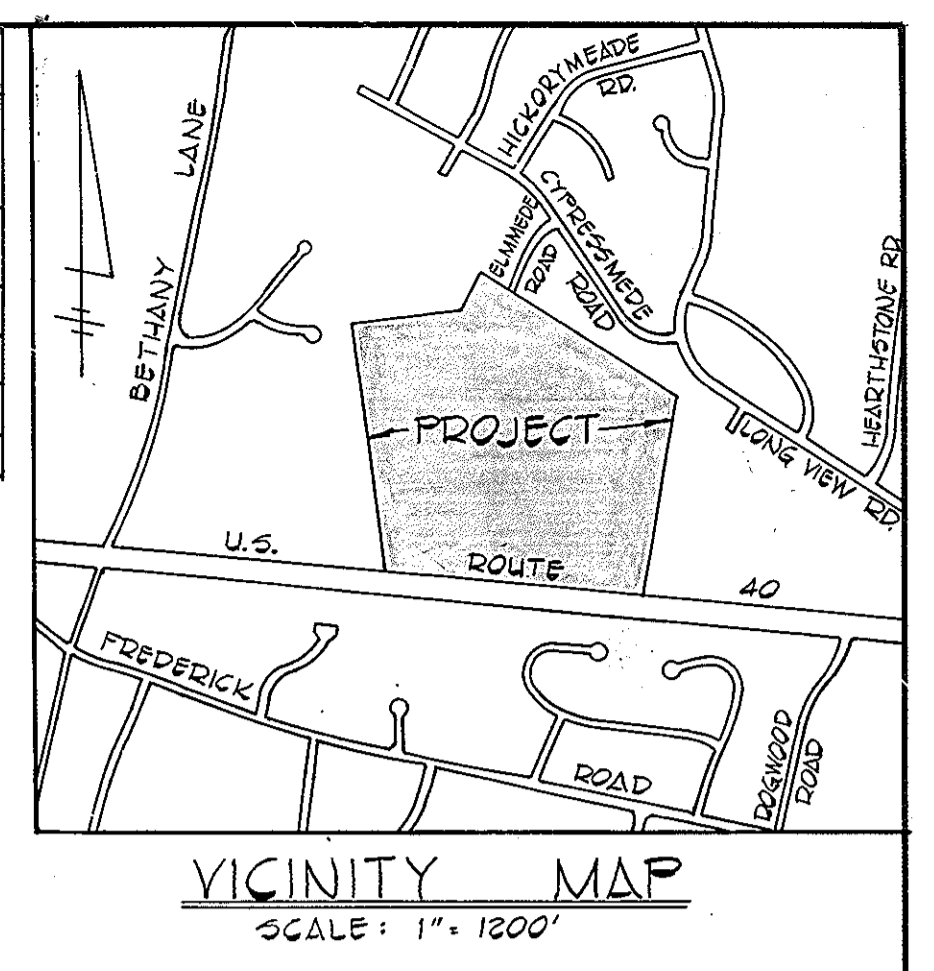 HICKORYMEADE
RD.
BETHANY LANE
CYPRESSMEDE
ROAD
ELMMEDE
ROAD
HEARTHSTONE RD.
PROJECT
LONG VIEW RD.
U.S. ROUTE 40
FREDERICK ROAD
DOGWOOD
ROAD
VICINITY MAP
SCALE: 1" = 1200'